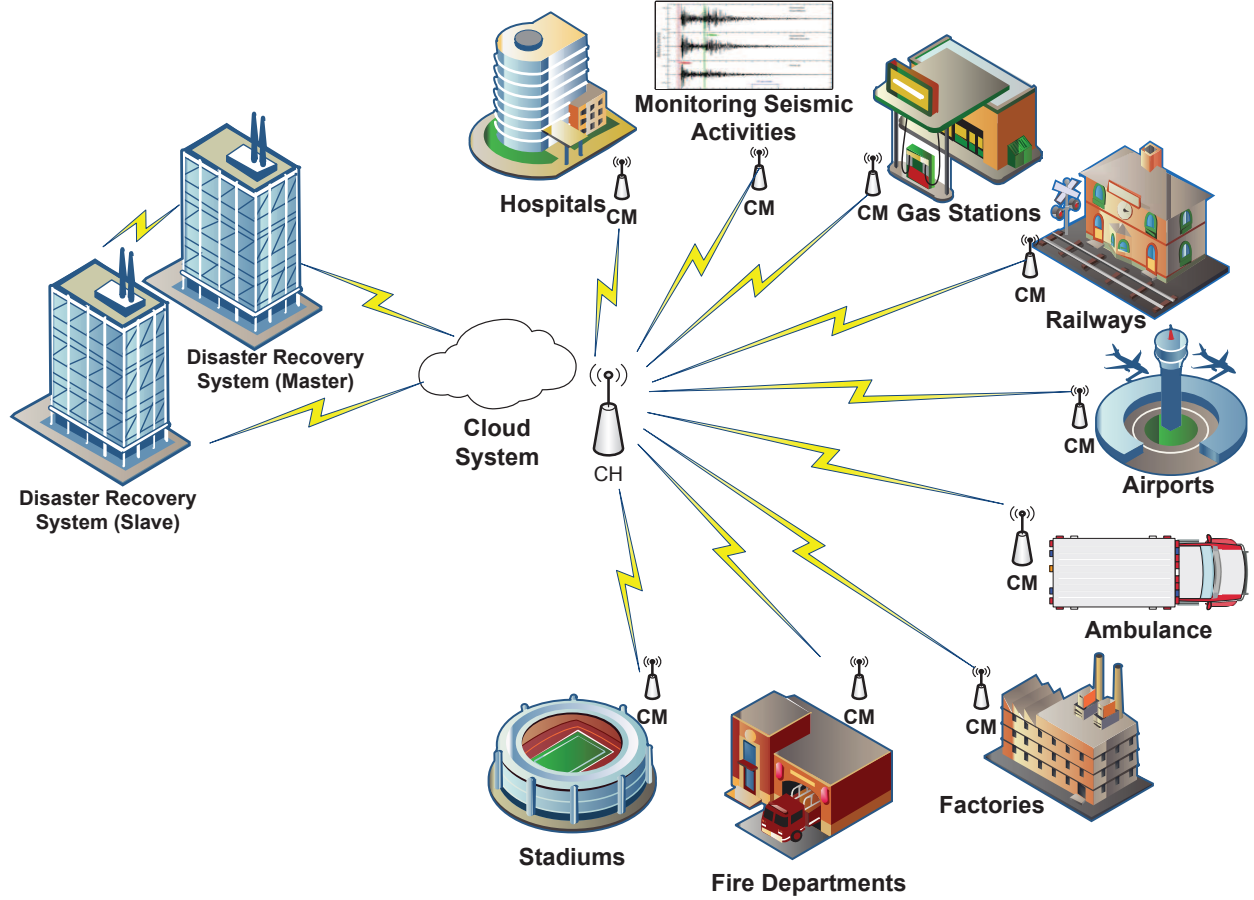 Monitoring Seismic
Activities
Hospitals
CM
CM
CM
Gas Stations
CM
Railways
Disaster Recovery
System (Master)
Cloud
System
CH
CM
Airports
Disaster Recovery
System (Slave)
CM
Ambulance
CM
CM
CM
Factories
Stadiums
Fire Departments